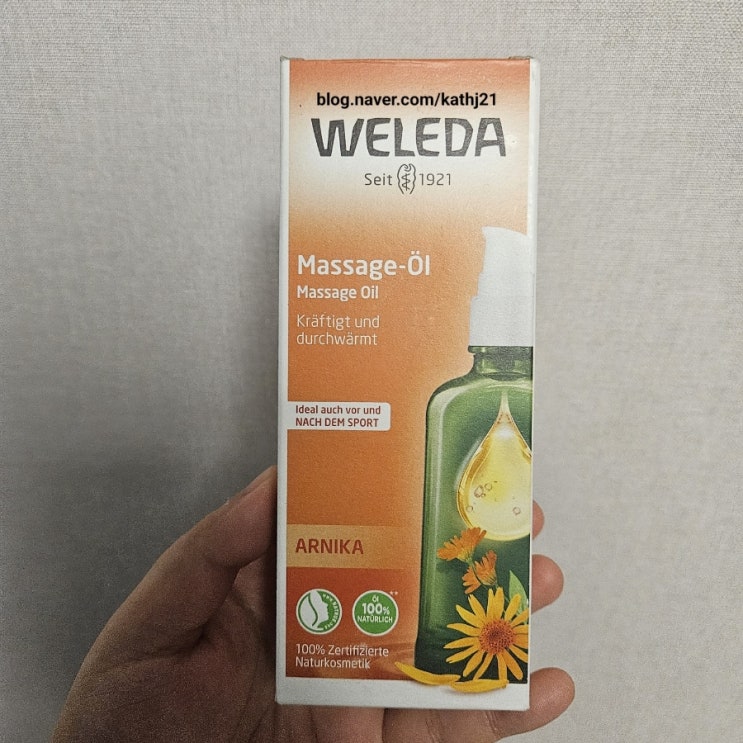 blog.naver.com/kathj21
WELEDA
Seit 1921
Massage-Öl
Massage Oil
Kräftigt und
durchwärmt
Ideal auch vor und
NACH DEM SPORT
ARNIKA
Öl
100%
NATÜRLICH**
100% Zertifizierte
Naturkosmetik